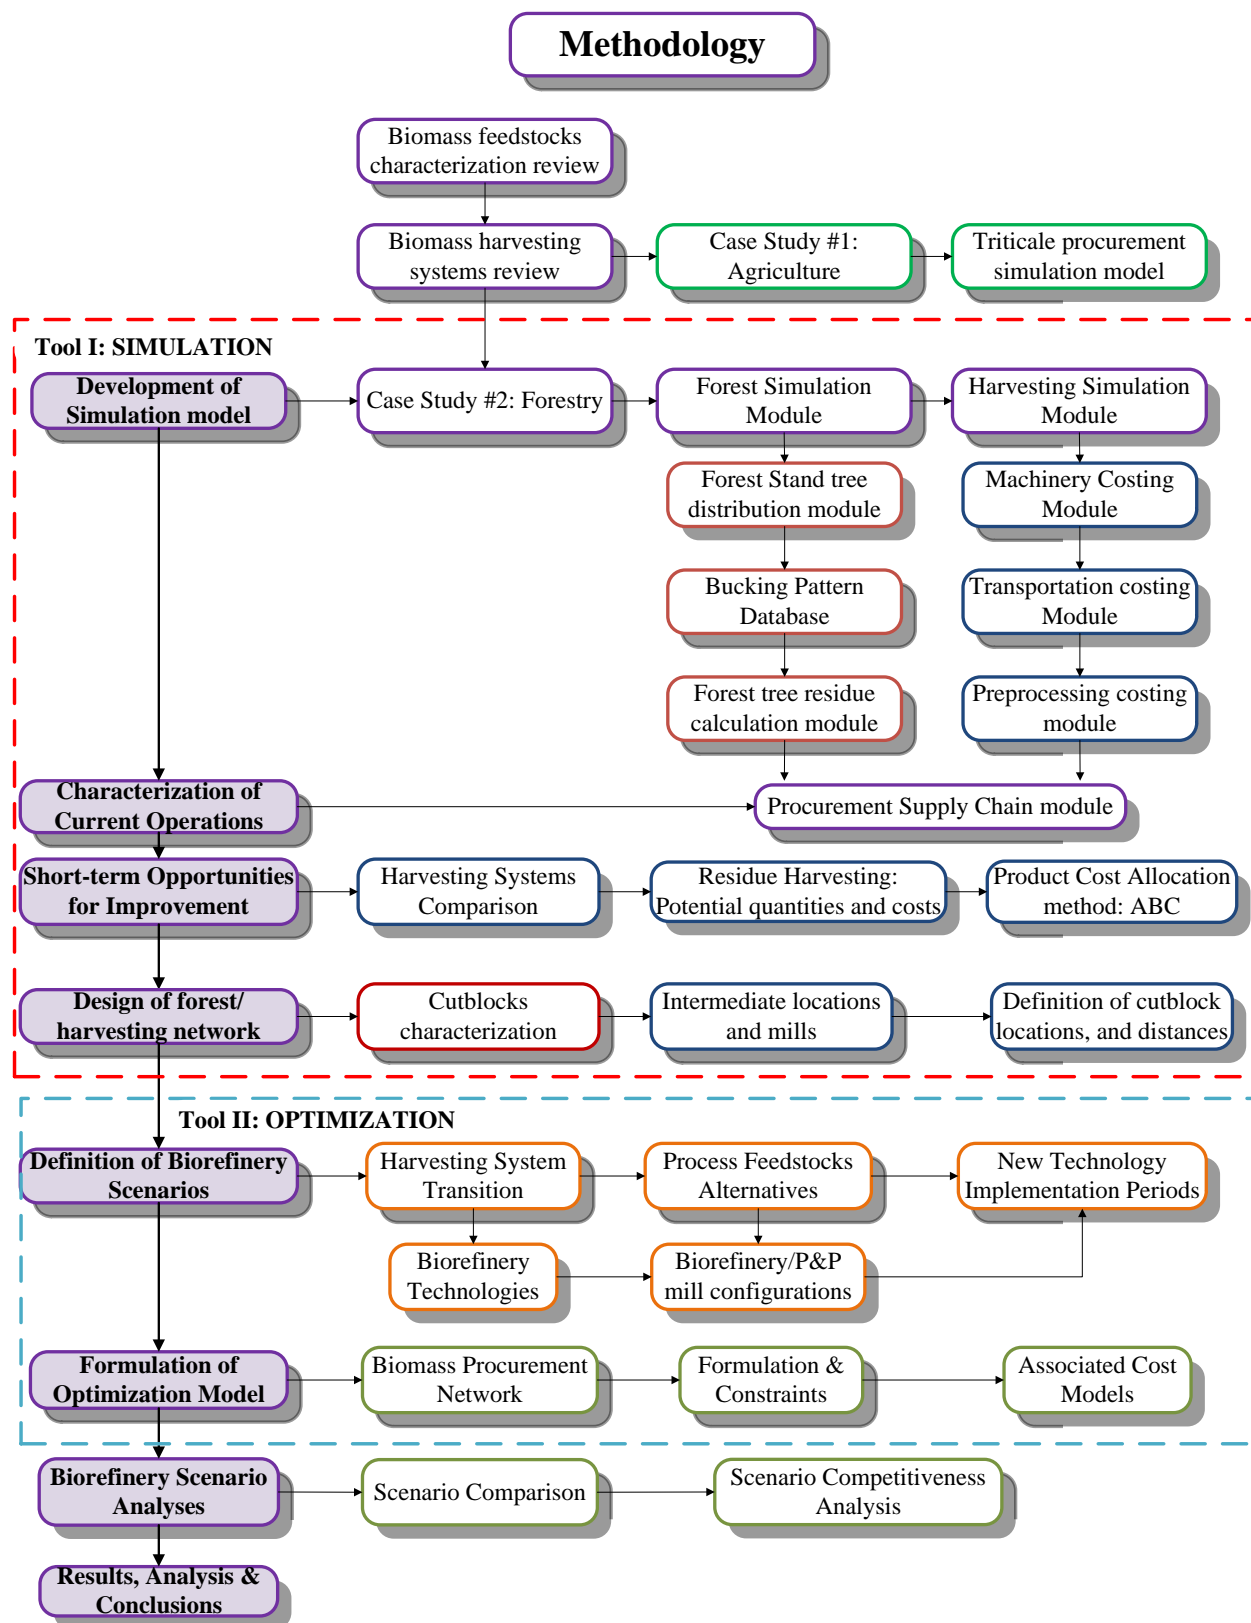 Methodology
Biomass feedstocks
characterization review
Biomass harvesting
systems review
Case Study #1:
Agriculture
Triticale procurement
simulation model
Tool I: SIMULATION
Development of
Simulation model
Case Study #2: Forestry
Forest Simulation
Module
Harvesting Simulation
Module
Forest Stand tree
distribution module
Machinery Costing
Module
Bucking Pattern
Database
Transportation costing
Module
Forest tree residue
calculation module
Preprocessing costing
module
Characterization of
Current Operations
Procurement Supply Chain module
Short-term Opportunities
for Improvement
Harvesting Systems
Comparison
Residue Harvesting:
Potential quantities and costs
Product Cost Allocation
method: ABC
Design of forest/
harvesting network
Cutblocks
characterization
Intermediate locations
and mills
Definition of cutblock
locations, and distances
Tool II: OPTIMIZATION
Definition of Biorefinery
Scenarios
Harvesting System
Transition
Process Feedstocks
Alternatives
New Technology
Implementation Periods
Biorefinery
Technologies
Biorefinery/P&P
mill configurations
Formulation of
Optimization Model
Biomass Procurement
Network
Formulation &
Constraints
Associated Cost
Models
Biorefinery Scenario
Analyses
Scenario Comparison
Scenario Competitiveness
Analysis
Results, Analysis &
Conclusions